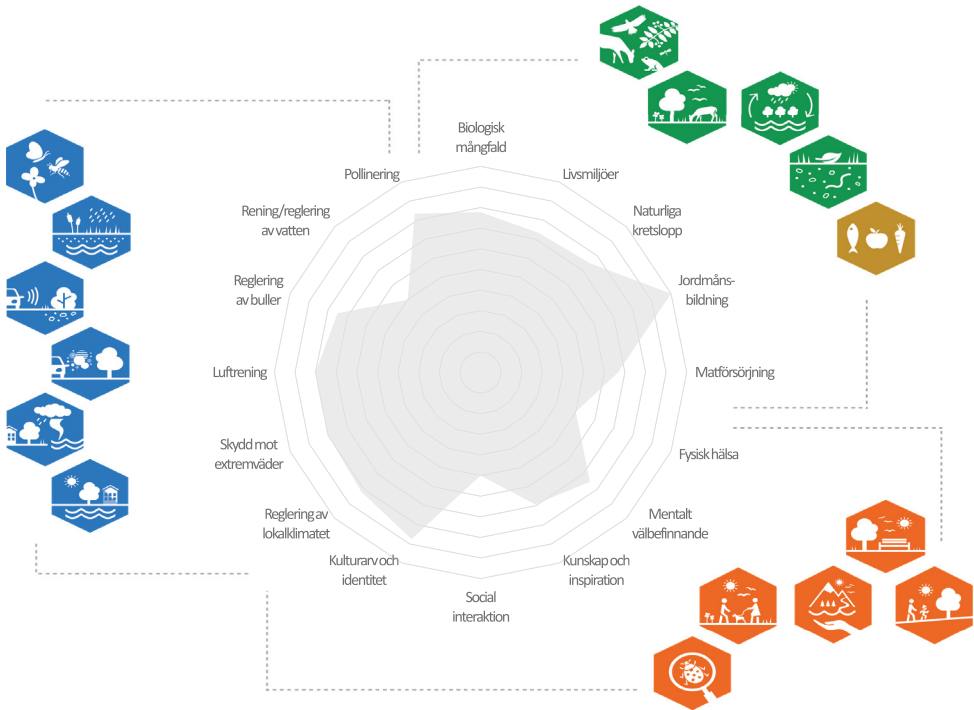 Biologisk
mångfald
Livsmiljöer
Naturliga
kretslopp
Jordmåns-
bildning
Matförsörjning
Fysisk hälsa
Mentalt
välbefinnande
Kunskap och
inspiration
Social
interaktion
Kulturarv och
identitet
Reglering av
lokalklimatet
Skydd mot
extremväder
Luftrening
Reglering
av buller
Rening/reglering
av vatten
Pollinering